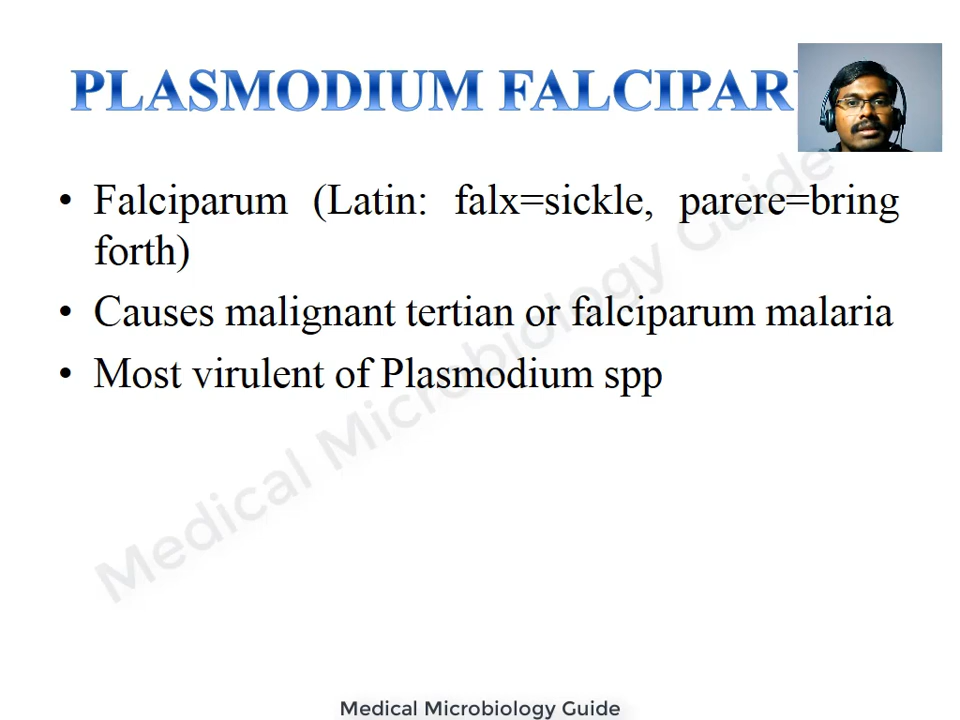 PLASMODIUM FALCIPAR
• Falciparum (Latin: falx=sickle, parere=bring
forth)
• Causes malignant tertian or falciparum malaria
• Most virulent of Plasmodium spp
Medical Microbiology Guide
Medical Microbiology Guide